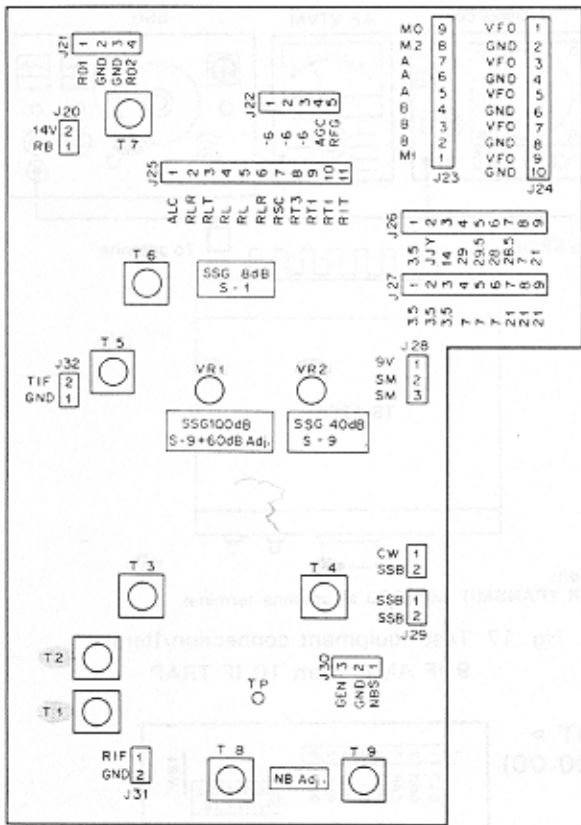 J21
1 2 3 4
RD1 GND GND RD2
J20
-14V 2
RB 1
T7
J22
1 2 3 4 5
-6 -6 -6 AGC RFG
M0 9
M2 8
A 7
A 6
A 5
B 4
B 3
B 2
M1 1
J23
VFO 1
GND 2
VFO 3
GND 4
VFO 5
GND 6
VFO 7
GND 8
VFO 9
GND 10
J24
J25
1 2 3 4 5 6 7 8 9 10 11
ALC RLR RLT RL RL RLR RSC RT3 RT1 RT1 RIT
J26
1 2 3 4 5 6 7 8 9
3.5 JJY 14 29 29.5 28 28.5 7 21
J27
1 2 3 4 5 6 7 8 9
3.5 3.5 3.5 7 7 7 21 21 21
T6
SSG 8dB
S-1
T5
J32
TIF 2
GND 1
VR1
VR2
SSG100dB
S-9+60dB Adj.
SSG 40dB
S-9
J28
9V 1
SM 2
SM 3
T3
T4
CW 1
SSB 2
SSB 1
SSB 2
J29
T2
T1
TP
J30
3 2 1
GEN GND NBS
RIF 1
GND 2
J31
T8
NB Adj.
T9